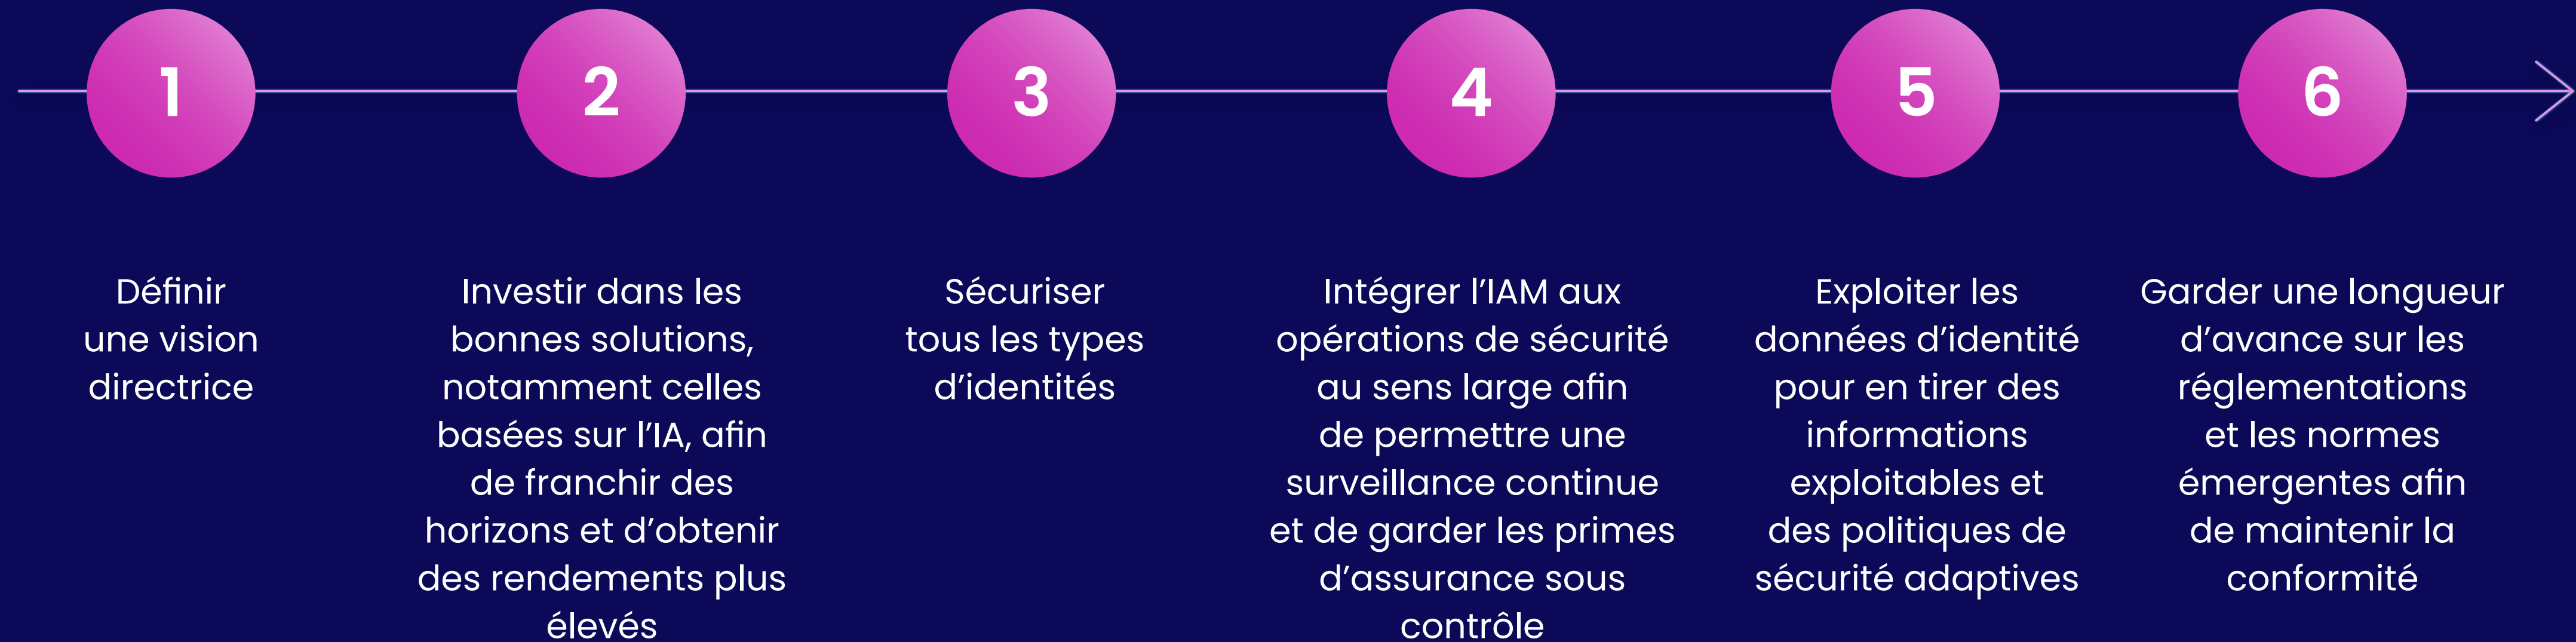 1
Définir
une vision
directrice
2
Investir dans les
bonnes solutions,
notamment celles
basées sur l’IA, afin
de franchir des
horizons et d’obtenir
des rendements plus
élevés
3
Sécuriser
tous les types
d’identités
4
Intégrer l’IAM aux
opérations de sécurité
au sens large afin
de permettre une
surveillance continue
et de garder les primes
d’assurance sous
contrôle
5
Exploiter les
données d’identité
pour en tirer des
informations
exploitables et
des politiques de
sécurité adaptives
6
Garder une longueur
d’avance sur les
réglementations
et les normes
émergentes afin
de maintenir la
conformité